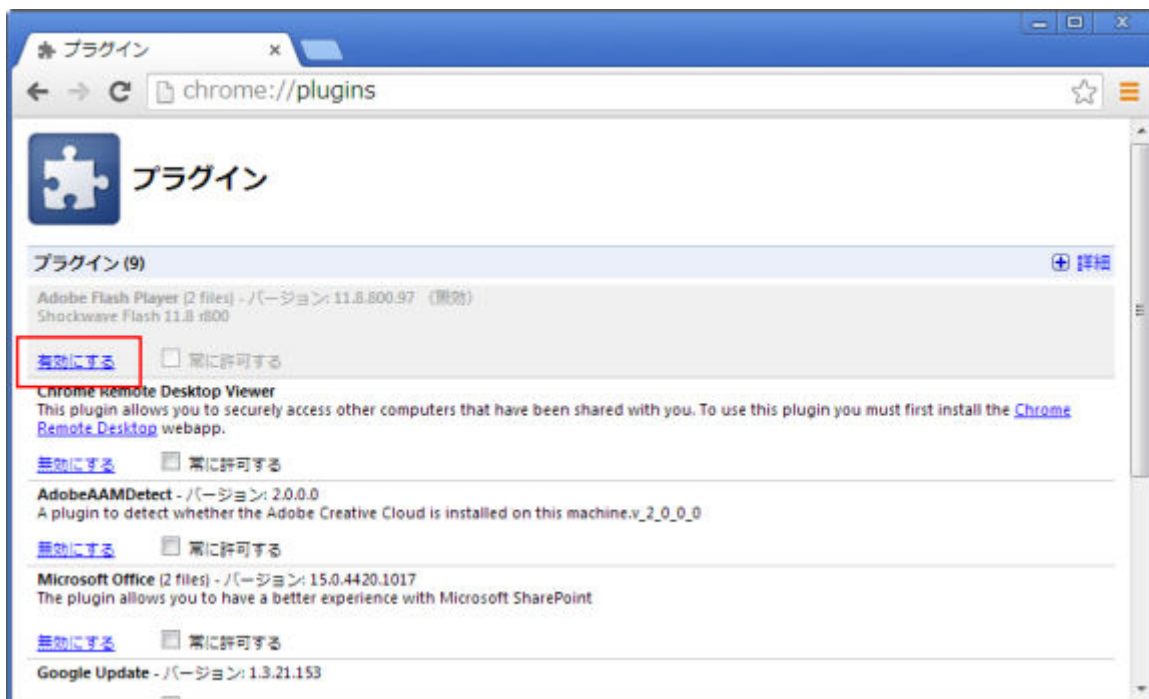 プラグイン
chrome://plugins
プラグイン
プラグイン (9) 詳細
Adobe Flash Player (2 files) - バージョン: 11.8.800.97 （無効）
Shockwave Flash 11.8 r800
有効にする 常に許可する
Chrome Remote Desktop Viewer
This plugin allows you to securely access other computers that have been shared with you. To use this plugin you must first install the Chrome
Remote Desktop webapp.
無効にする 常に許可する
AdobeAAMDetect - バージョン: 2.0.0.0
A plugin to detect whether the Adobe Creative Cloud is installed on this machine.v_2_0_0_0
無効にする 常に許可する
Microsoft Office (2 files) - バージョン: 15.0.4420.1017
The plugin allows you to have a better experience with Microsoft SharePoint
無効にする 常に許可する
Google Update - バージョン: 1.3.21.153